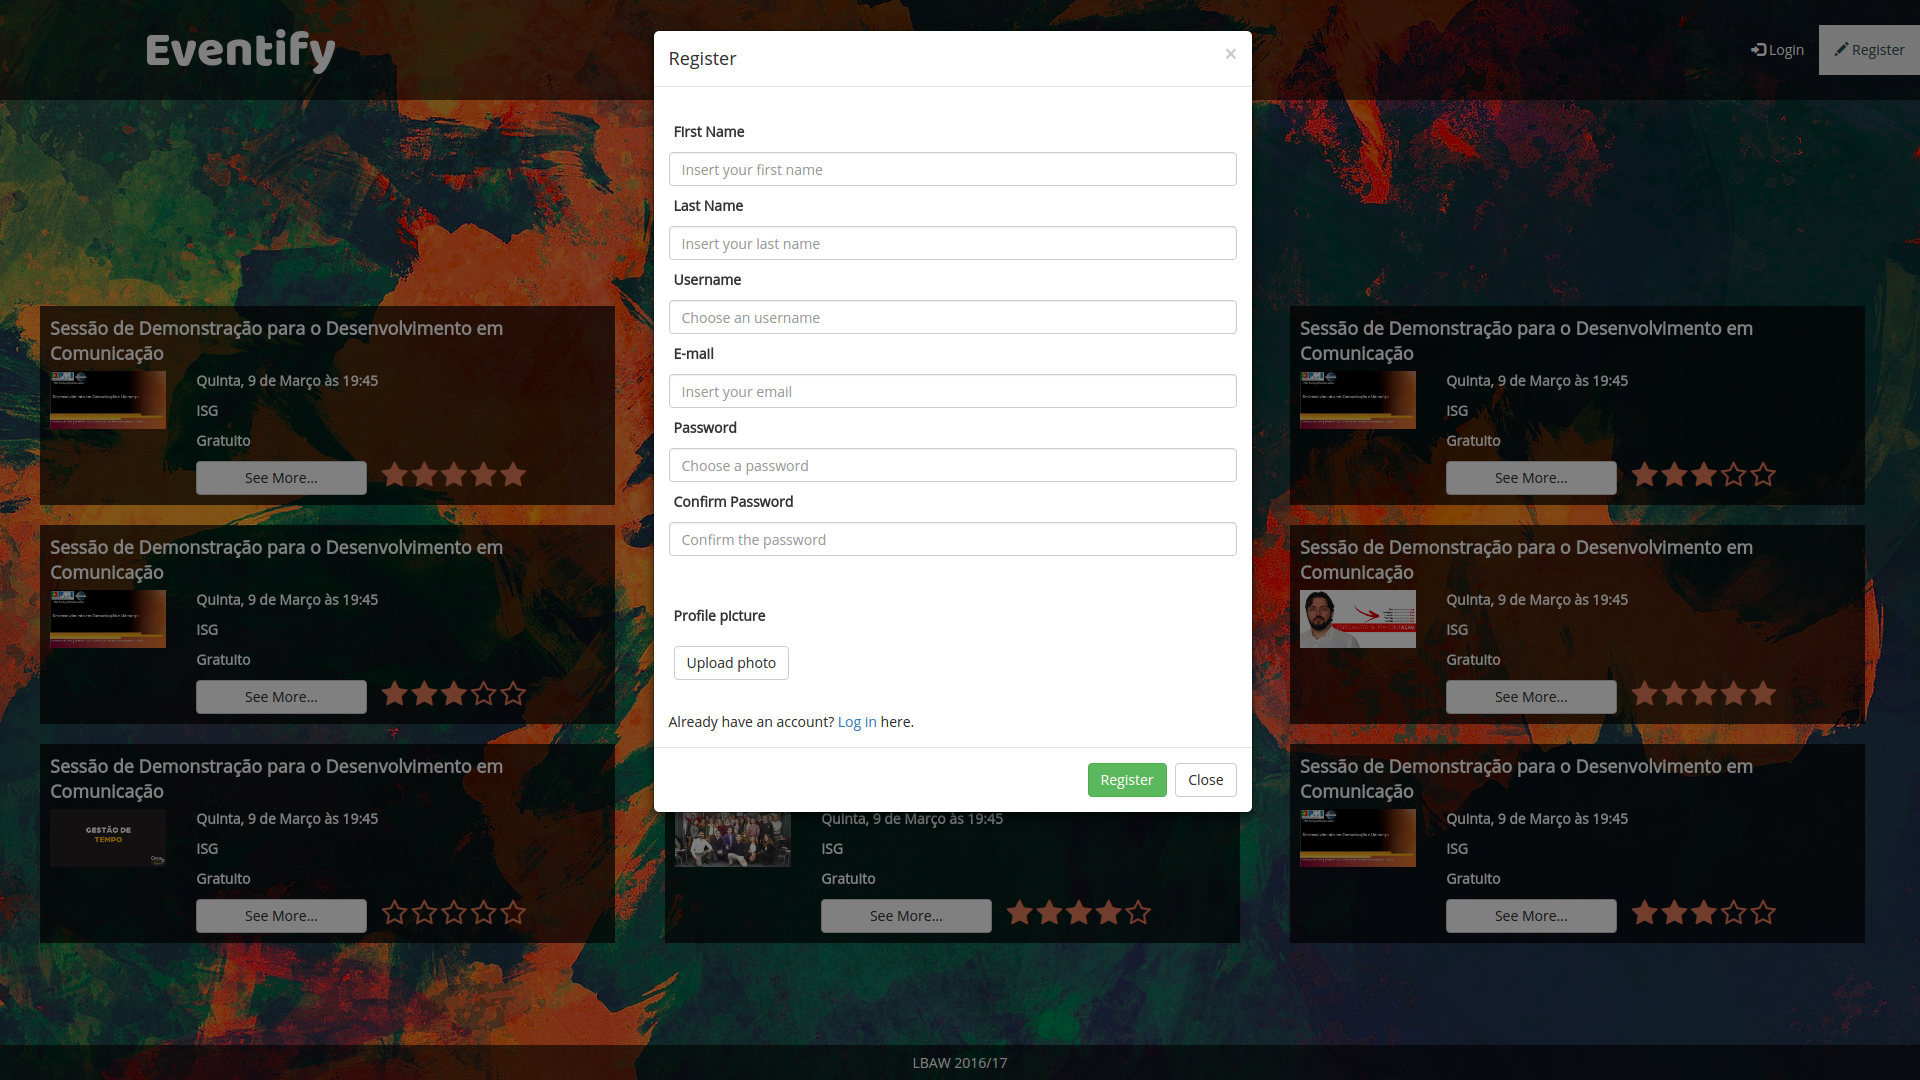 Eventify
Login
Register
Register
×
First Name
Insert your first name
Last Name
Insert your last name
Username
Choose an username
E-mail
Insert your email
Password
Choose a password
Confirm Password
Confirm the password
Profile picture
Upload photo
Already have an account? Log in here.
Register
Close
Sessão de Demonstração para o Desenvolvimento em
Comunicação
Quinta, 9 de Março às 19:45
ISG
Gratuito
See More...
Sessão de Demonstração para o Desenvolvimento em
Comunicação
Quinta, 9 de Março às 19:45
ISG
Gratuito
See More...
Sessão de Demonstração para o Desenvolvimento em
Comunicação
GESTÃO DE
TEMPO
Quinta, 9 de Março às 19:45
ISG
Gratuito
See More...
Quinta, 9 de Março às 19:45
ISG
Gratuito
See More...
Sessão de Demonstração para o Desenvolvimento em
Comunicação
Quinta, 9 de Março às 19:45
ISG
Gratuito
See More...
Sessão de Demonstração para o Desenvolvimento em
Comunicação
Quinta, 9 de Março às 19:45
ISG
Gratuito
See More...
Sessão de Demonstração para o Desenvolvimento em
Comunicação
Quinta, 9 de Março às 19:45
ISG
Gratuito
See More...
LBAW 2016/17